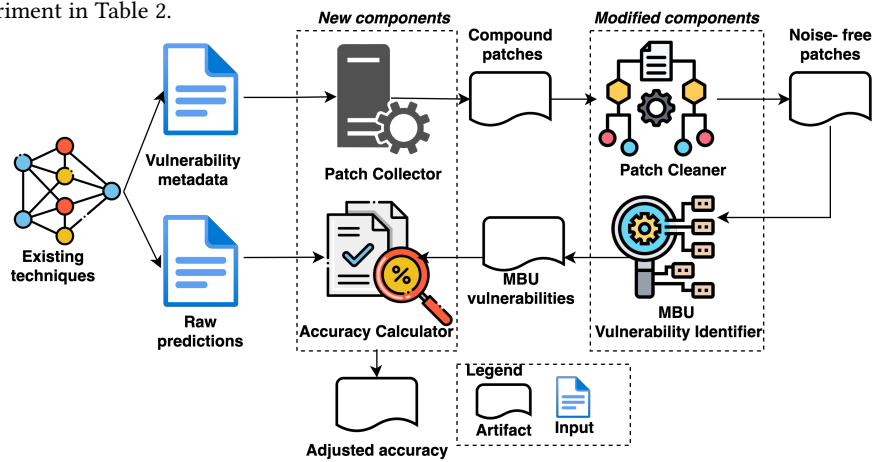 riment in Table 2.
New components
Modified components
Compound
patches
Noise- free
patches
Vulnerability
metadata
Patch Collector
Patch Cleaner
Existing
techniques
%
MBU
vulnerabilities
Raw
predictions
Accuracy Calculator
MBU
Vulnerability Identifier
Legend
Artifact
Input
Adjusted accuracy